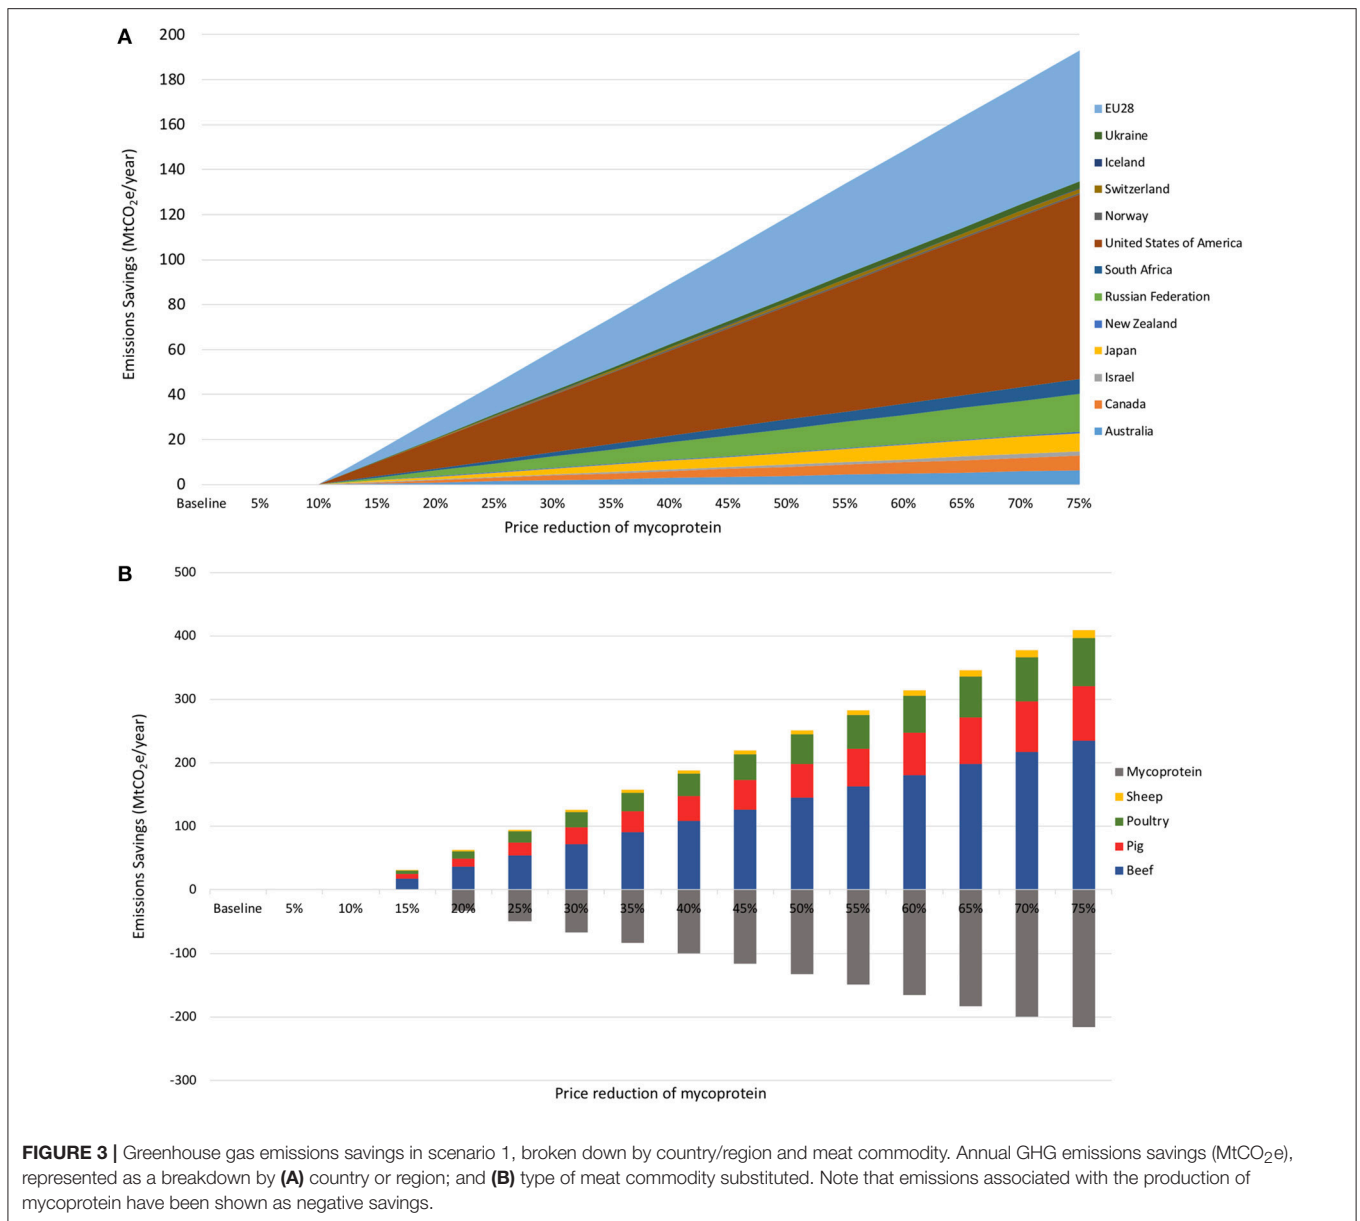 A
200
180
160
140
120
100
80
60
40
20
0
Emissions Savings (MtCO2e/year)
Baseline 5% 10% 15% 20% 25% 30% 35% 40% 45% 50% 55% 60% 65% 70% 75%
Price reduction of mycoprotein
EU28
Ukraine
Iceland
Switzerland
Norway
United States of America
South Africa
Russian Federation
New Zealand
Japan
Israel
Canada
Australia
B
500
400
300
200
100
0
-100
-200
-300
Emissions Savings (MtCO2e/year)
Baseline 5% 10% 15% 20% 25% 30% 35% 40% 45% 50% 55% 60% 65% 70% 75%
Price reduction of mycoprotein
Mycoprotein
Sheep
Poultry
Pig
Beef
FIGURE 3 | Greenhouse gas emissions savings in scenario 1, broken down by country/region and meat commodity. Annual GHG emissions savings (MtCO2e),
represented as a breakdown by (A) country or region; and (B) type of meat commodity substituted. Note that emissions associated with the production of
mycoprotein have been shown as negative savings.